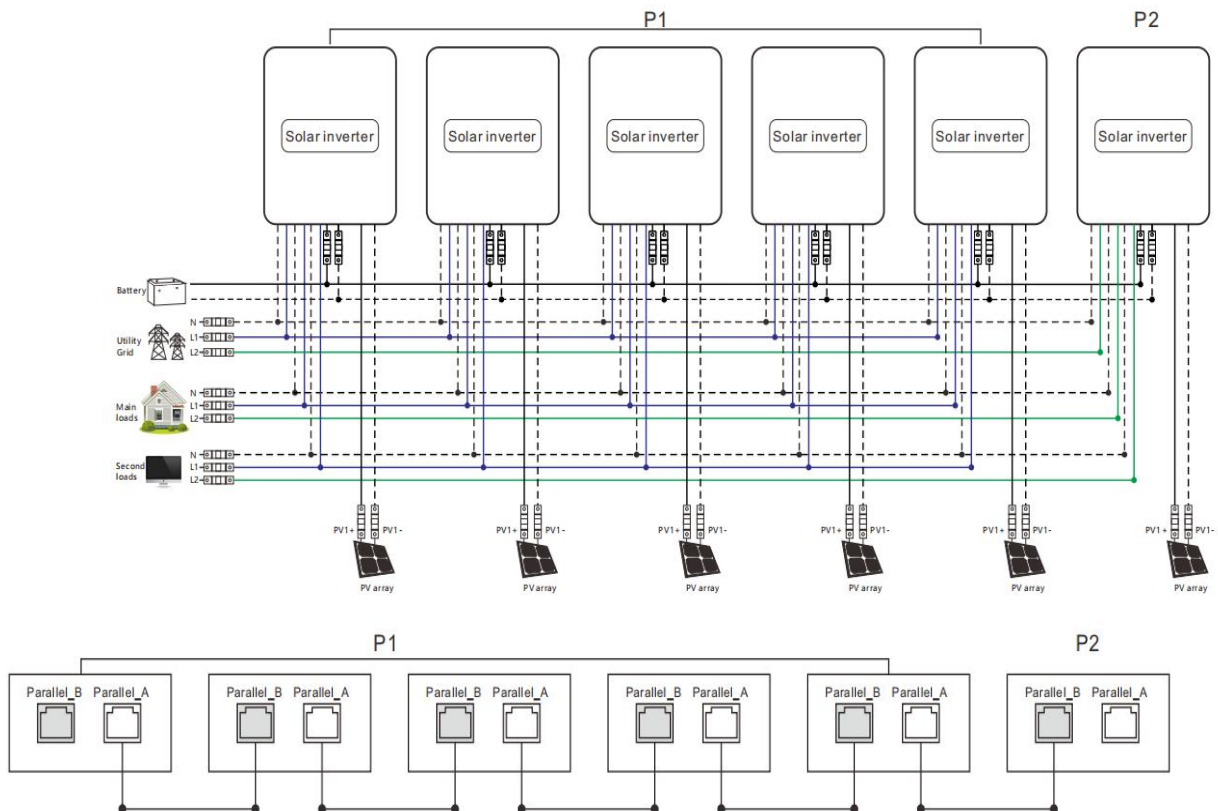 P1 P2
Solar inverter Solar inverter Solar inverter Solar inverter Solar inverter Solar inverter
Battery
N
Utility L1
Grid L2
N
Main L1
loads L2
N
Second L1
loads L2
PV1+ PV1- PV1+ PV1- PV1+ PV1- PV1+ PV1- PV1+ PV1- PV1+ PV1-
PV array PV array PV array PV array PV array PV array
P1 P2
Parallel_B Parallel_A Parallel_B Parallel_A Parallel_B Parallel_A Parallel_B Parallel_A Parallel_B Parallel_A Parallel_B Parallel_A